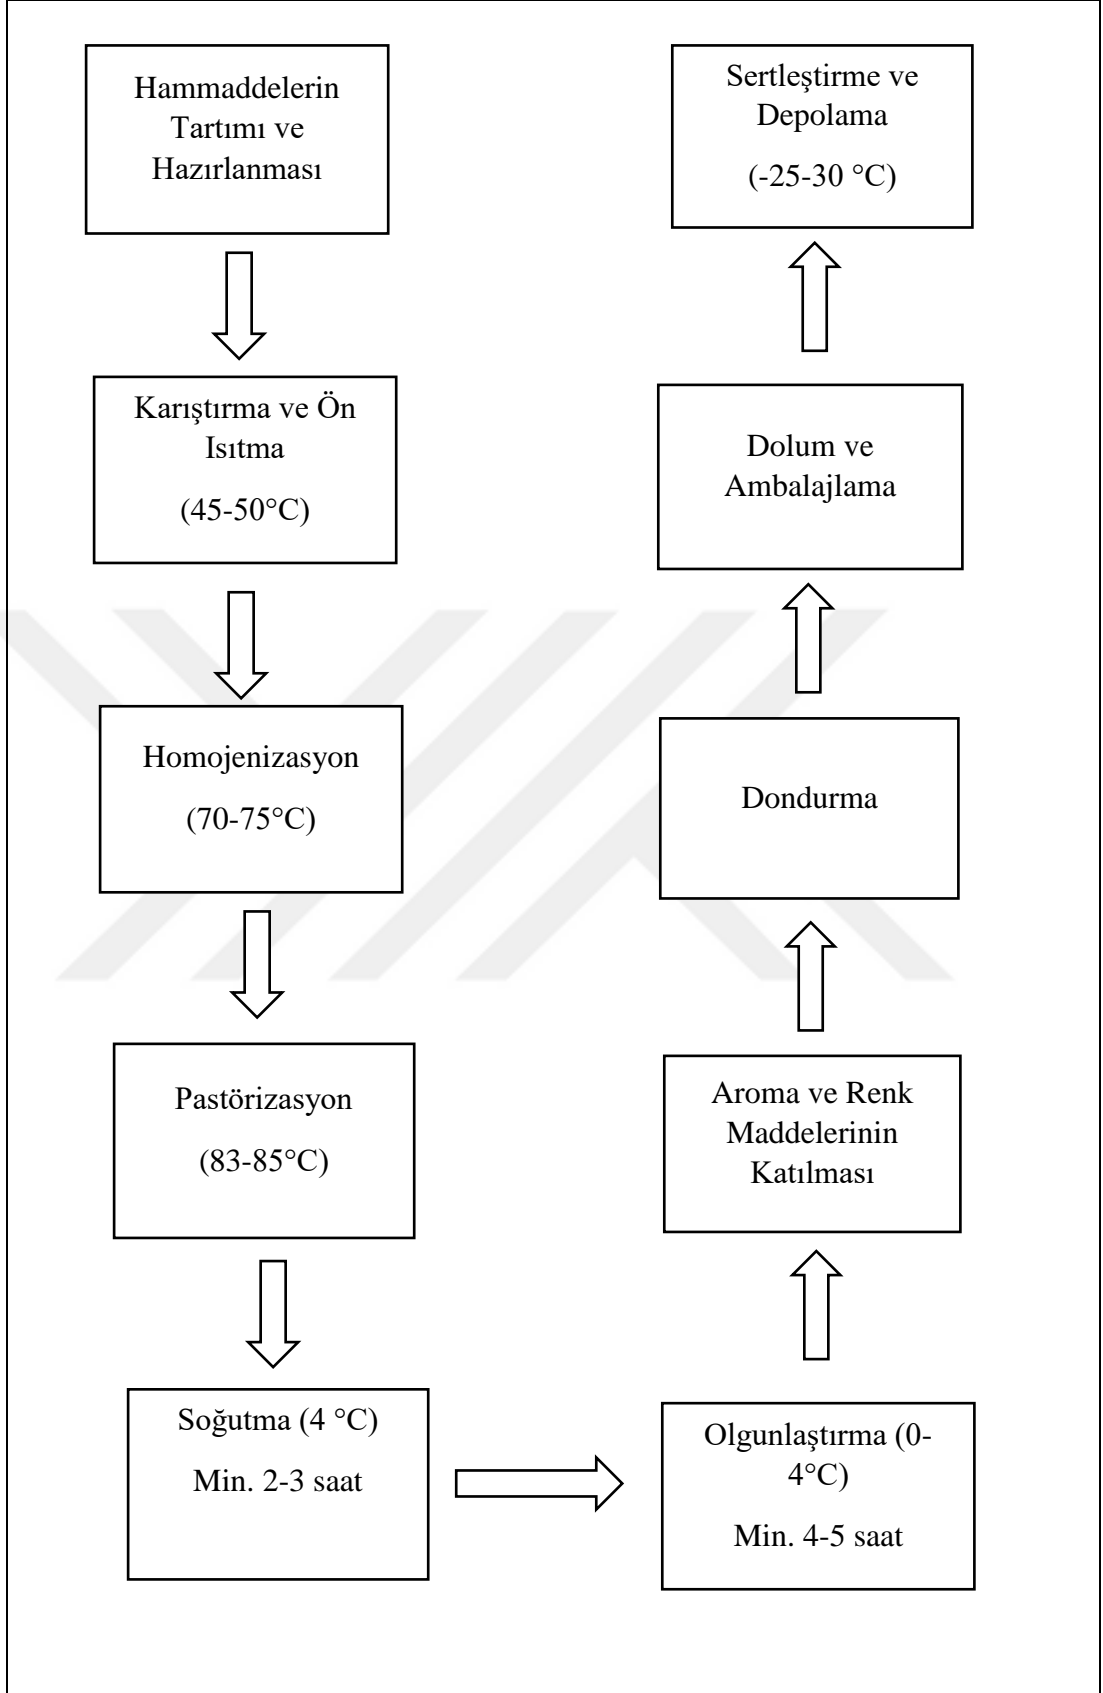 Hammaddelerin
Tartımı ve
Hazırlanması
Karıştırma ve Ön
Isıtma
(45-50°C)
Homojenizasyon
(70-75°C)
Pastörizasyon
(83-85°C)
Soğutma (4 °C)
Min. 2-3 saat
Olgunlaştırma (0-
4°C)
Min. 4-5 saat
Aroma ve Renk
Maddelerinin
Katılması
Dondurma
Dolum ve
Ambalajlama
Sertleştirme ve
Depolama
(-25-30 °C)